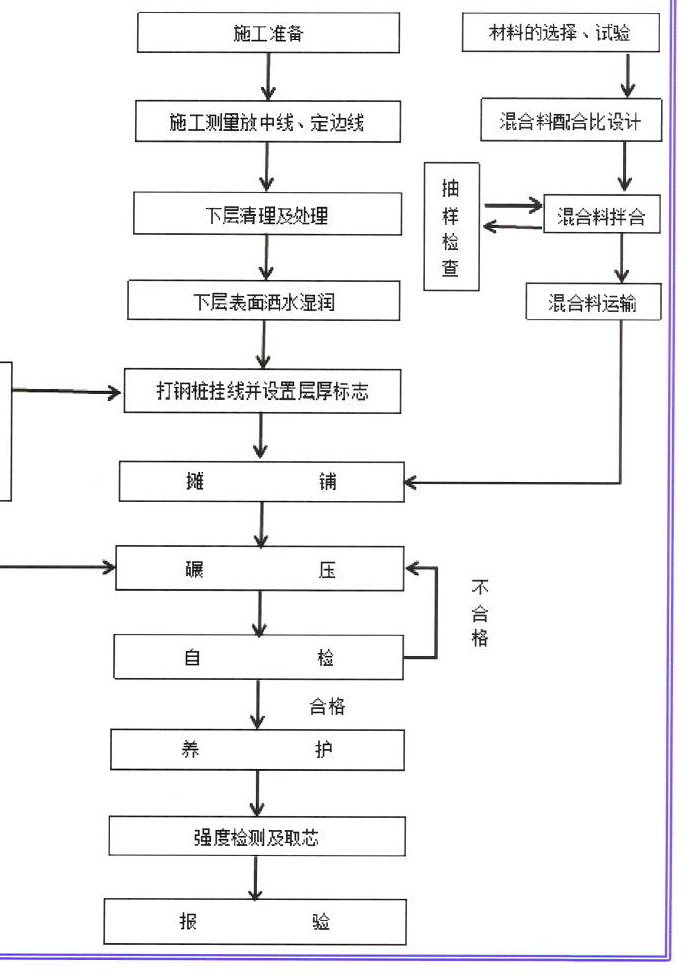 施工准备
材料的选择、试验
施工测量放中线、定边线
混合料配合比设计
下层清理及处理
抽样检查
混合料拌合
下层表面洒水湿润
混合料运输
打钢桩挂线并设置层厚标志
摊 铺
碾 压
不合格
自 检
合格
养 护
强度检测及取芯
报 验